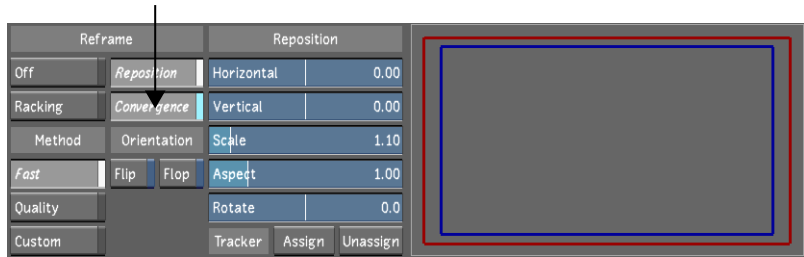 Reframe Reposition
Off Reposition Horizontal 0.00
Racking Convergence Vertical 0.00
Method Orientation Scale 1.10
Fast Flip Flop Aspect 1.00
Quality Rotate 0.0
Custom Tracker Assign Unassign